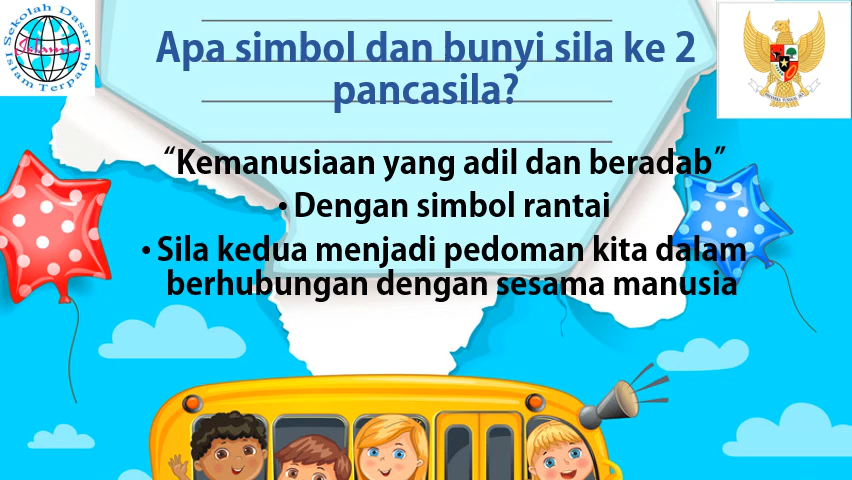 Sekolah Dasar
Islamic
Islam Terpadu
Apa simbol dan bunyi sila ke 2
pancasila?
“Kemanusiaan yang adil dan beradab”
• Dengan simbol rantai
• Sila kedua menjadi pedoman kita dalam
berhubungan dengan sesama manusia